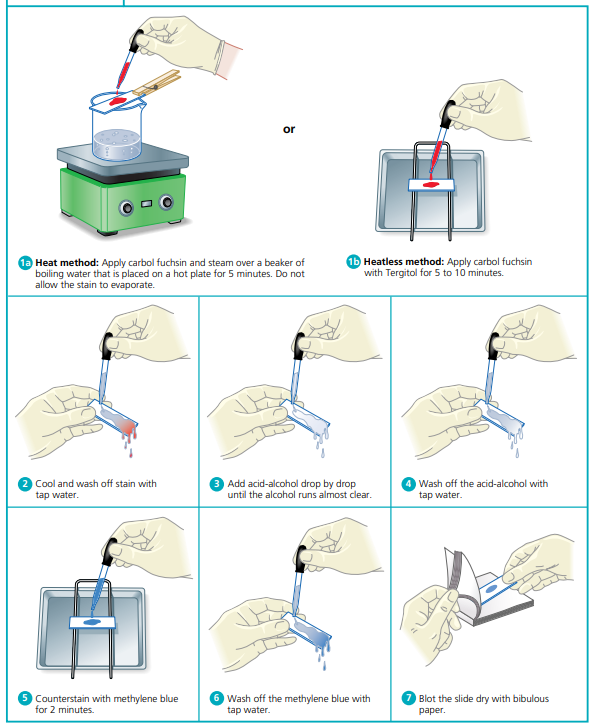 or
1a Heat method: Apply carbol fuchsin and steam over a beaker of
boiling water that is placed on a hot plate for 5 minutes. Do not
allow the stain to evaporate.
1b Heatless method: Apply carbol fuchsin
with Tergitol for 5 to 10 minutes.
2 Cool and wash off stain with
tap water.
3 Add acid-alcohol drop by drop
until the alcohol runs almost clear.
4 Wash off the acid-alcohol with
tap water.
5 Counterstain with methylene blue
for 2 minutes.
6 Wash off the methylene blue with
tap water.
7 Blot the slide dry with bibulous
paper.